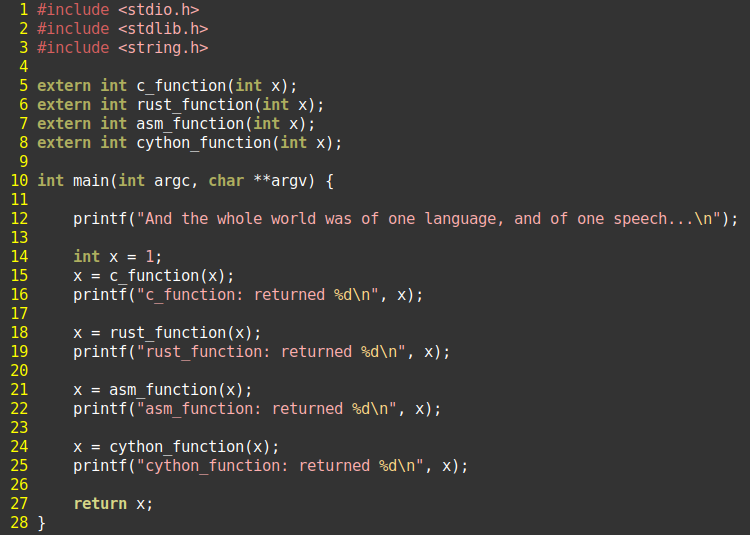 1 #include <stdio.h>
2 #include <stdlib.h>
3 #include <string.h>
4
5 extern int c_function(int x);
6 extern int rust_function(int x);
7 extern int asm_function(int x);
8 extern int cython_function(int x);
9
10 int main(int argc, char **argv) {
11
12     printf("And the whole world was of one language, and of one speech...\n");
13
14     int x = 1;
15     x = c_function(x);
16     printf("c_function: returned %d\n", x);
17
18     x = rust_function(x);
19     printf("rust_function: returned %d\n", x);
20
21     x = asm_function(x);
22     printf("asm_function: returned %d\n", x);
23
24     x = cython_function(x);
25     printf("cython_function: returned %d\n", x);
26
27     return x;
28 }